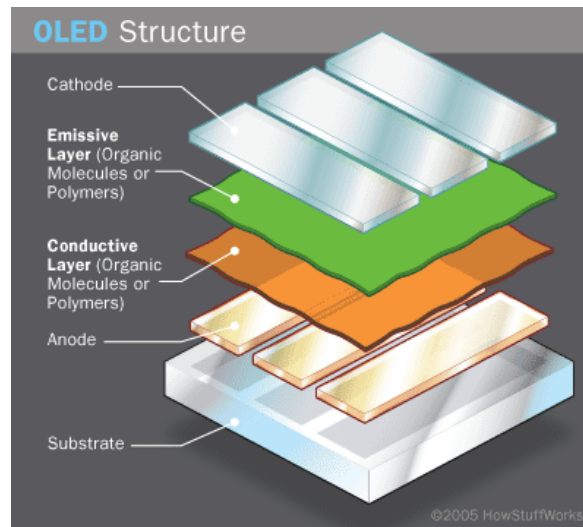 OLED Structure
Cathode
Emissive
Layer (Organic
Molecules or
Polymers)
Conductive
Layer (Organic
Molecules or
Polymers)
Anode
Substrate
©2005 HowStuffWorks